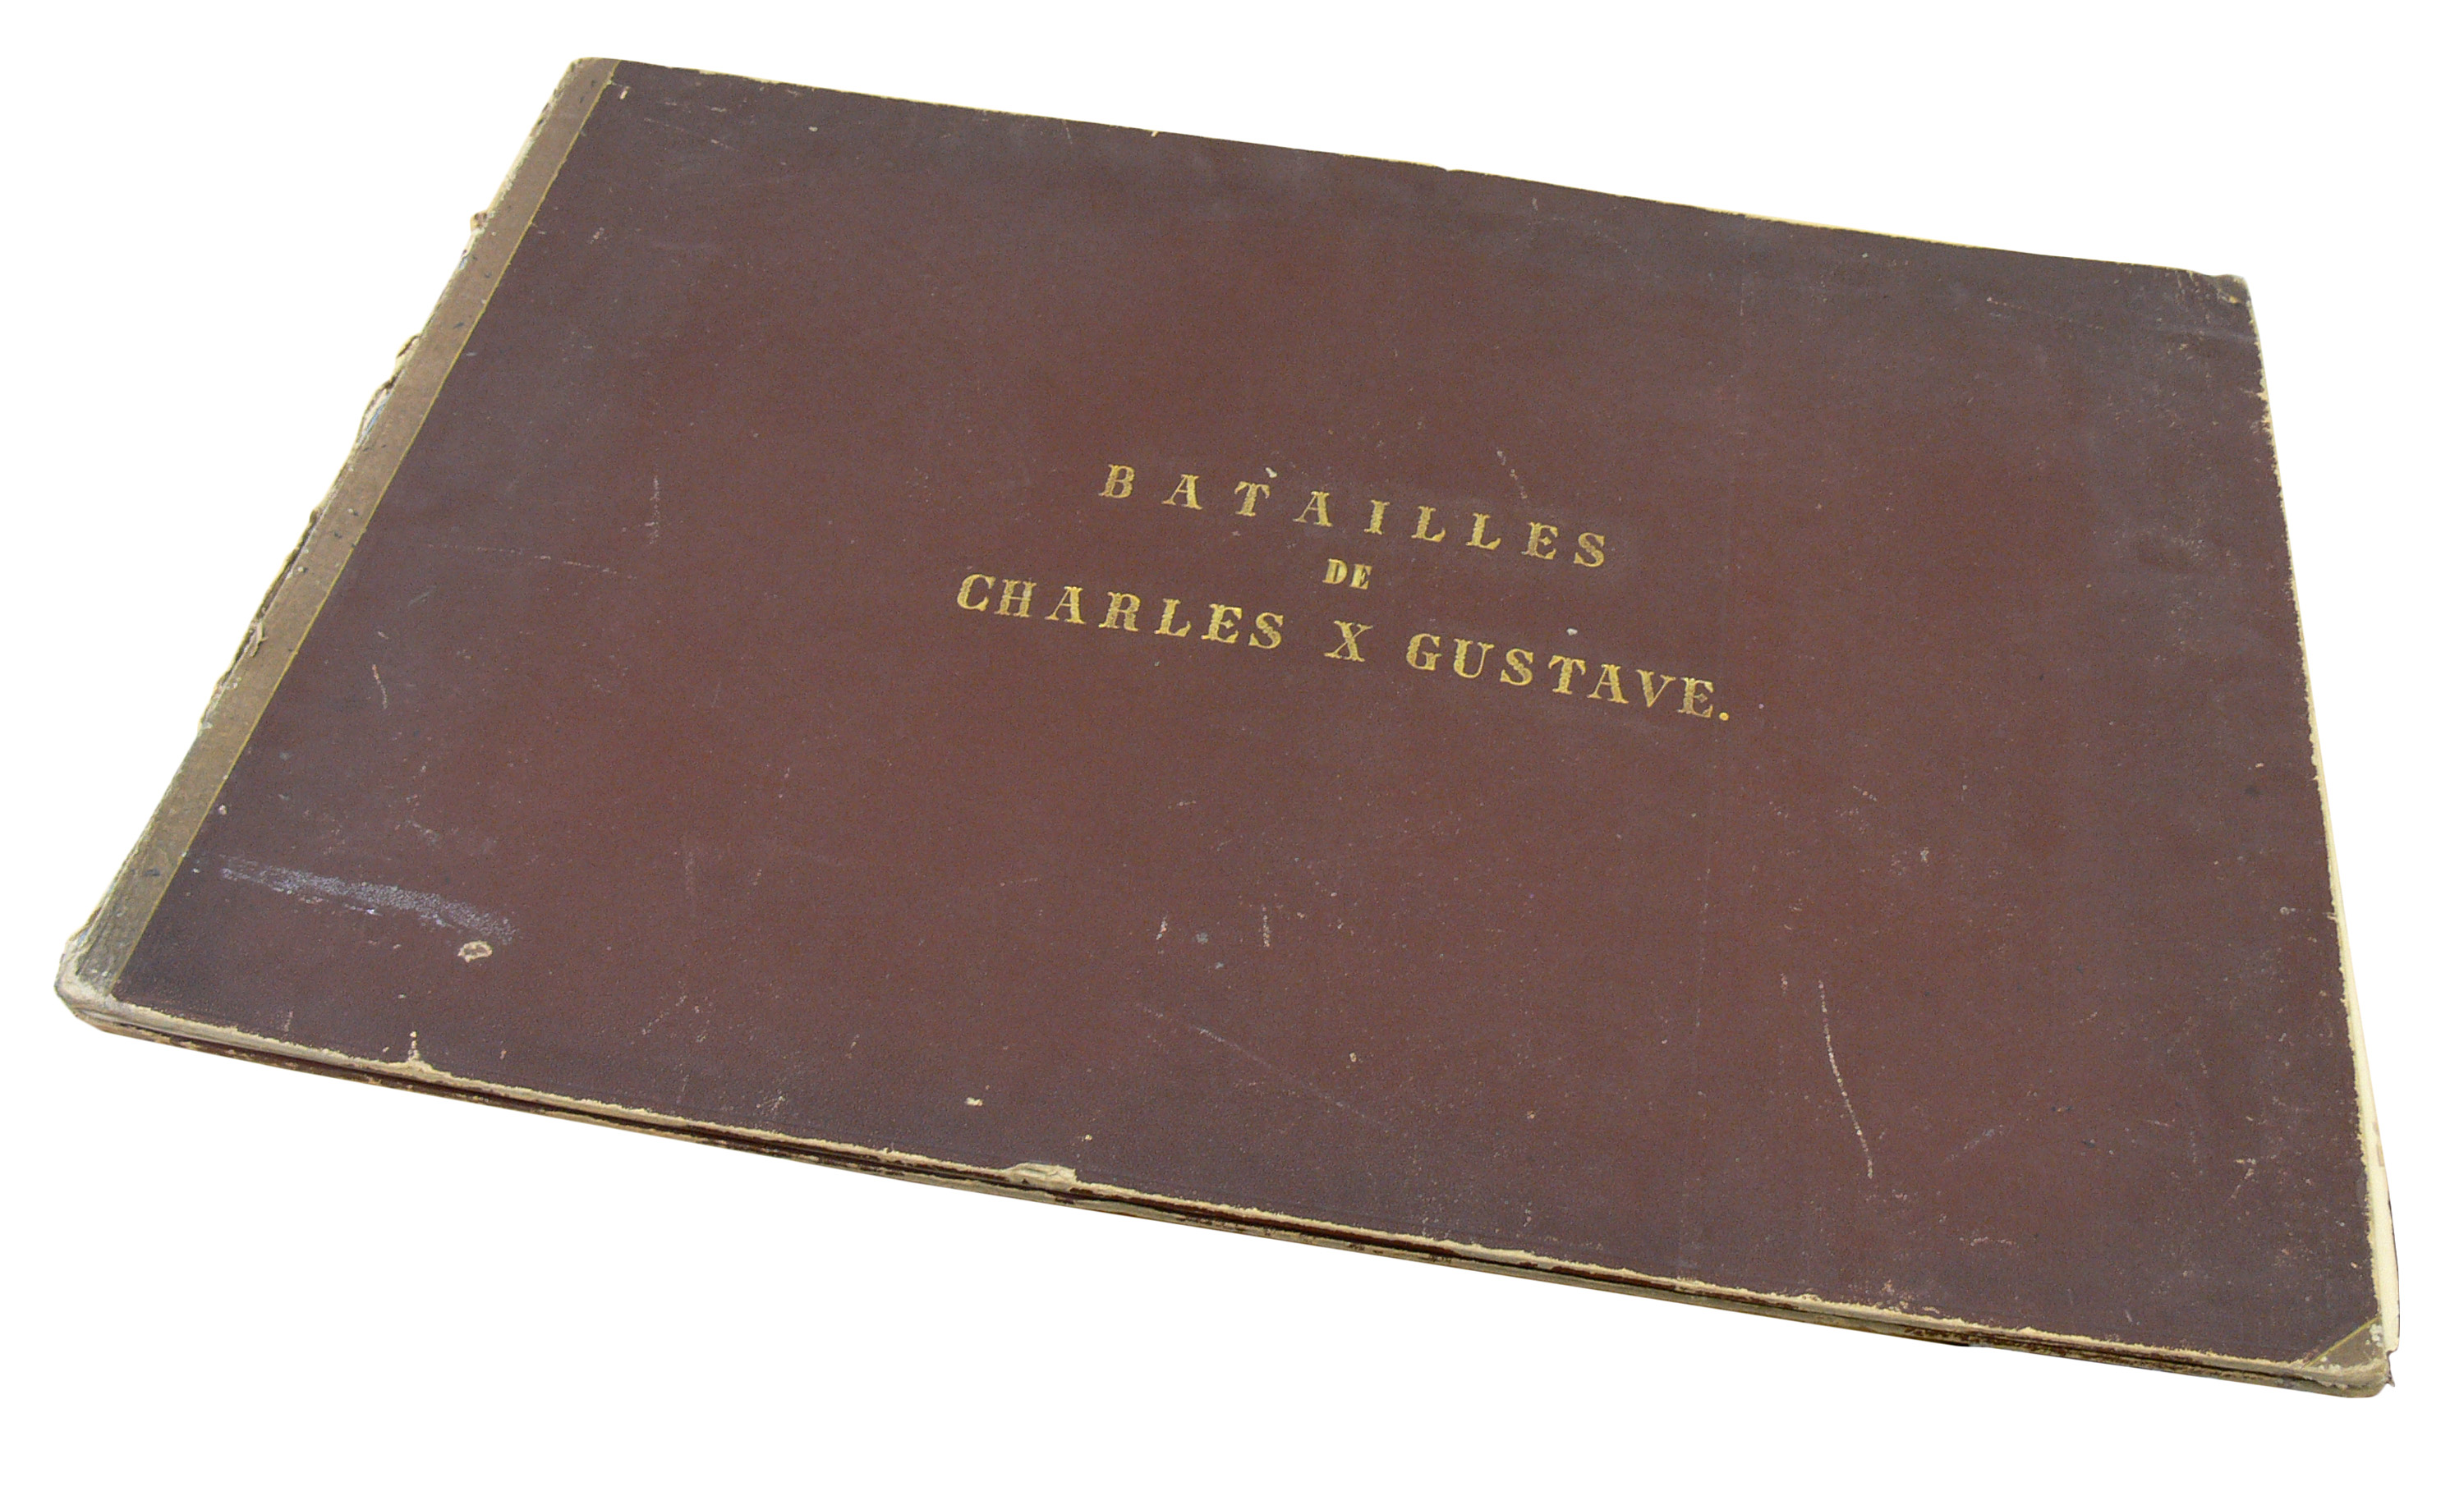 BATAILLES
DE
CHARLES X GUSTAVE.